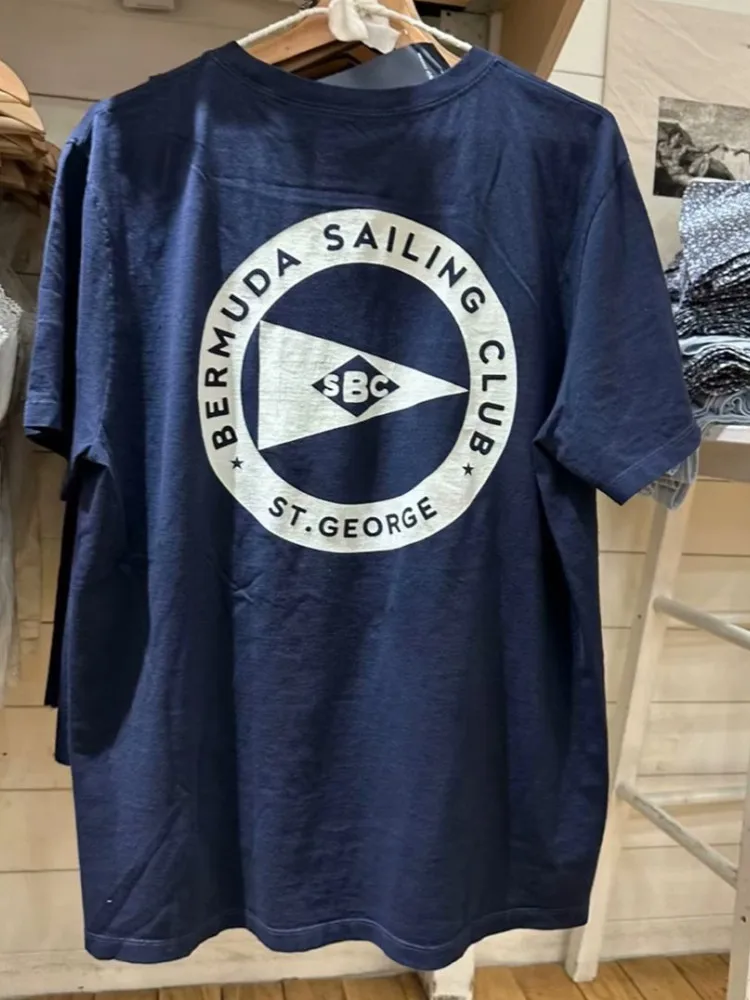 BERMUDA SAILING CLUB
SBC
★ ST. GEORGE ★